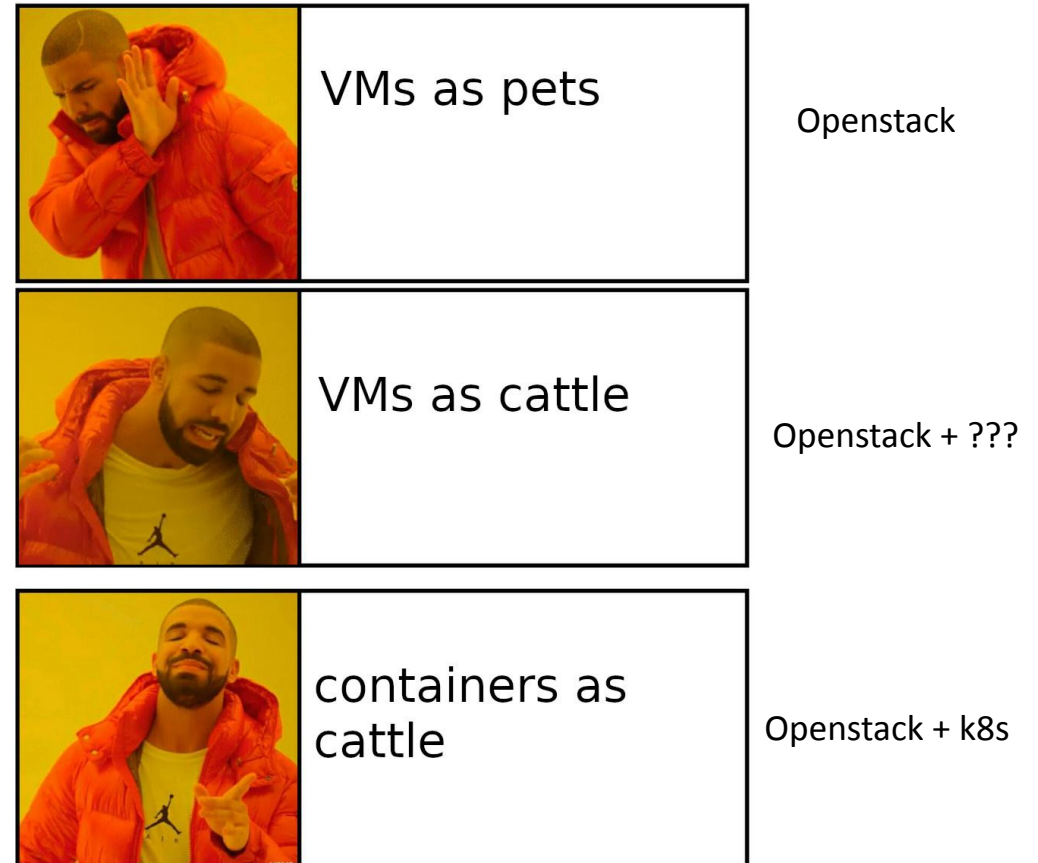 VMs as pets
Openstack
VMs as cattle
Openstack + ???
containers as
cattle
Openstack + k8s